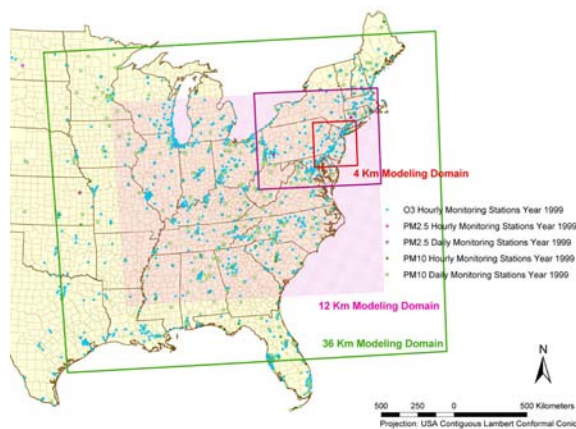 4 Km Modeling Domain
O3 Hourly Monitoring Stations Year 1999
PM2.5 Hourly Monitoring Stations Year 1999
PM2.5 Daily Monitoring Stations Year 1999
PM10 Hourly Monitoring Stations Year 1999
PM10 Daily Monitoring Stations Year 1999
12 Km Modeling Domain
36 Km Modeling Domain
N
500 250 0 500 Kilometers
Projection: USA Contiguous Lambert Conformal Conic